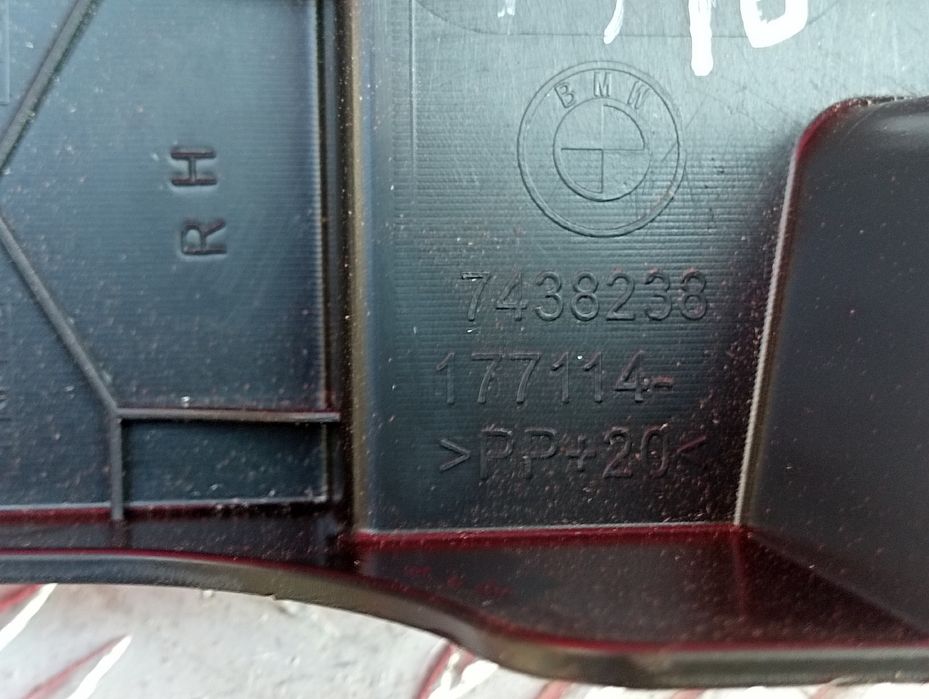 BMW
RH
7438238
177114-
>PP+20<